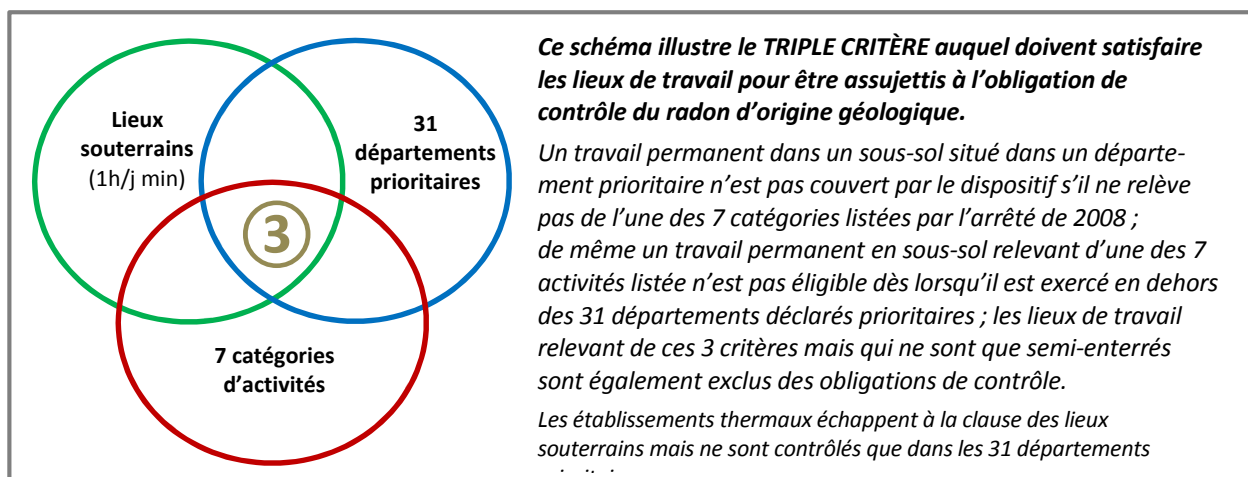 Lieux
souterrains
(1h/j min)
31
départements
prioritaires
3
7 catégories
d'activités
Ce schéma illustre le TRIPLE CRITÈRE auquel doivent satisfaire
les lieux de travail pour être assujettis à l'obligation de
contrôle du radon d'origine géologique.
Un travail permanent dans un sous-sol situé dans un départe-
ment prioritaire n'est pas couvert par le dispositif s'il ne relève
pas de l'une des 7 catégories listées par l'arrêté de 2008 ;
de même un travail permanent en sous-sol relevant d'une des 7
activités listée n'est pas éligible dès lorsqu'il est exercé en dehors
des 31 départements déclarés prioritaires ; les lieux de travail
relevant de ces 3 critères mais qui ne sont que semi-enterrés
sont également exclus des obligations de contrôle.
Les établissements thermaux échappent à la clause des lieux
souterrains mais ne sont contrôlés que dans les 31 départements